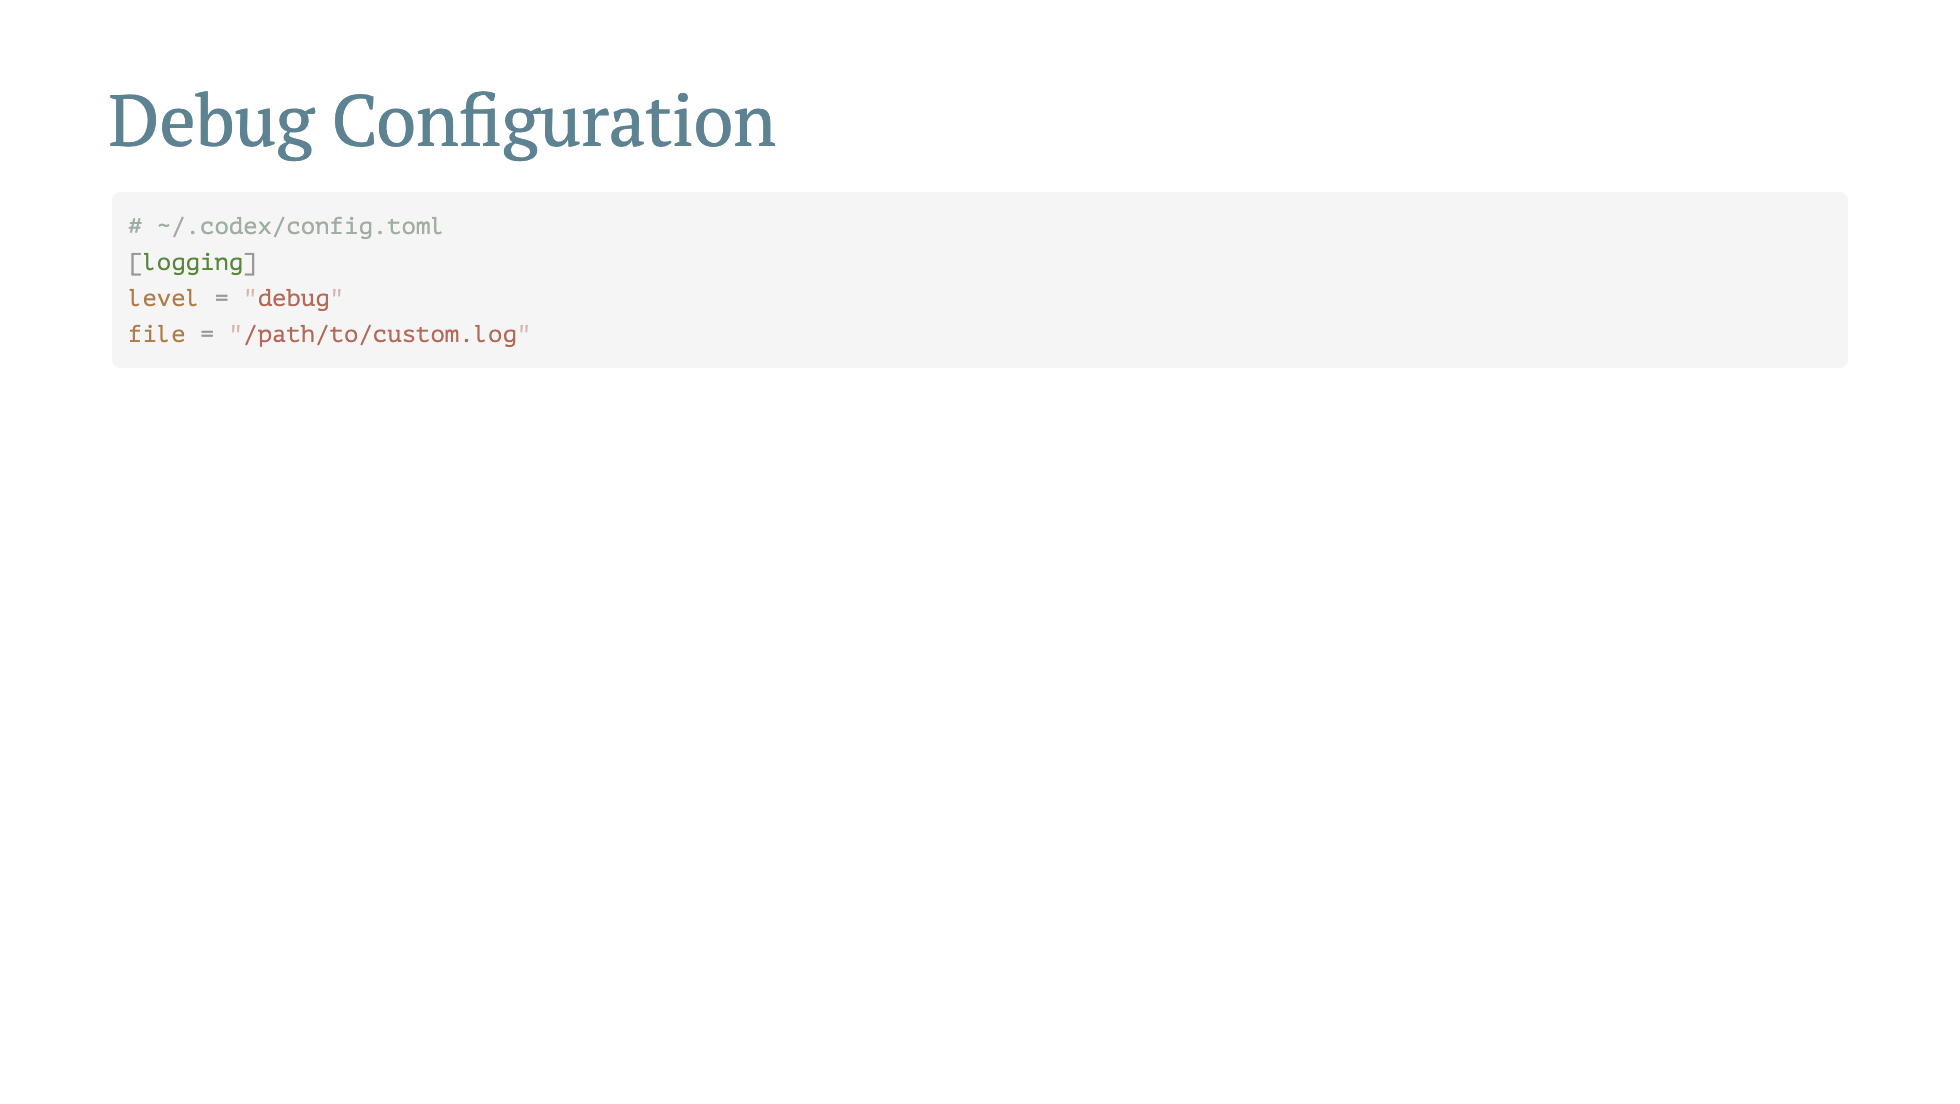 Debug Configuration
# ~/.codex/config.toml
[logging]
level = "debug"
file = "/path/to/custom.log"